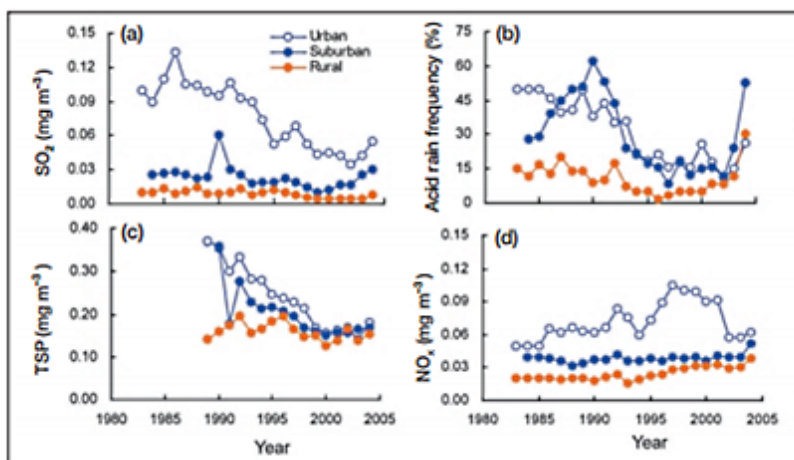 (a)
Urban
Suburban
Rural
0.15
0.12
0.09
0.06
0.03
0.00
SO₂ (mg m⁻³)
(b)
75
60
45
30
15
0
Acid rain frequency (%)
(c)
0.40
0.30
0.20
0.10
0.00
TSP (mg m⁻³)
1980 1985 1990 1995 2000 2005
Year
(d)
0.15
0.12
0.09
0.06
0.03
0.00
NOₓ (mg m⁻³)
1980 1985 1990 1995 2000 2005
Year